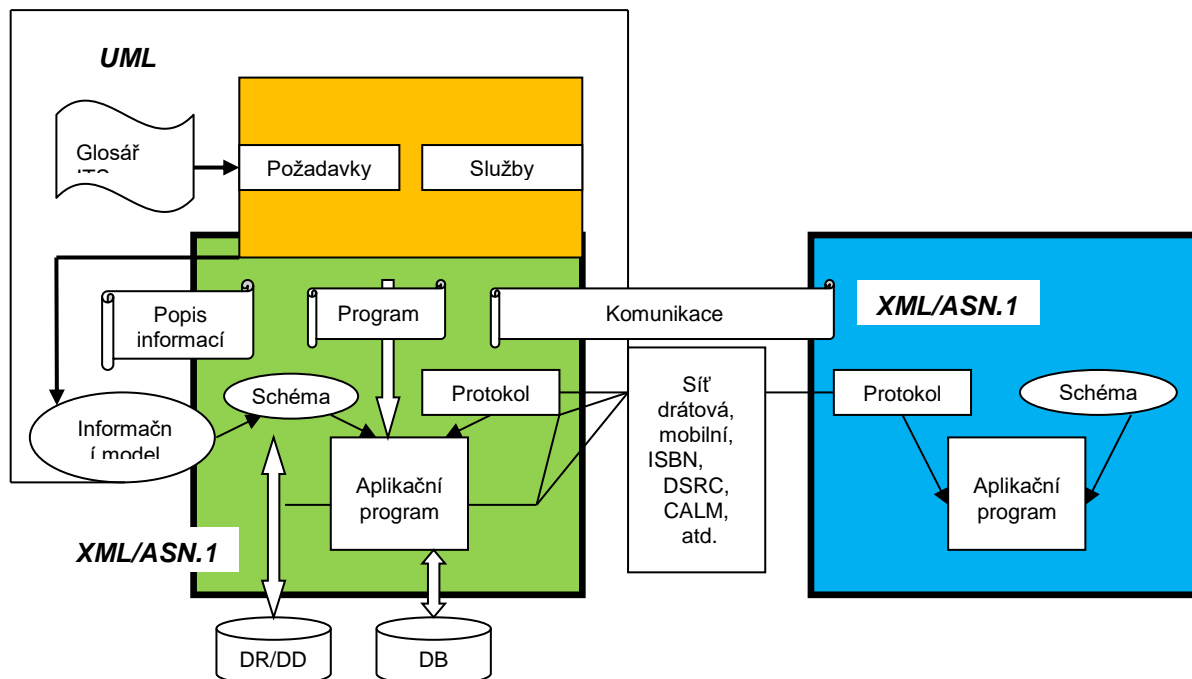 UML
Glosář
Požadavky
Služby
Popis
informací
Program
Komunikace
XML/ASN.1
Schéma
Protokol
Síť
drátová,
mobilní,
ISBN,
DSRC,
CALM,
atd.
Protokol
Schéma
Informačn
í model
Aplikační
program
Aplikační
program
XML/ASN.1
DR/DD
DB